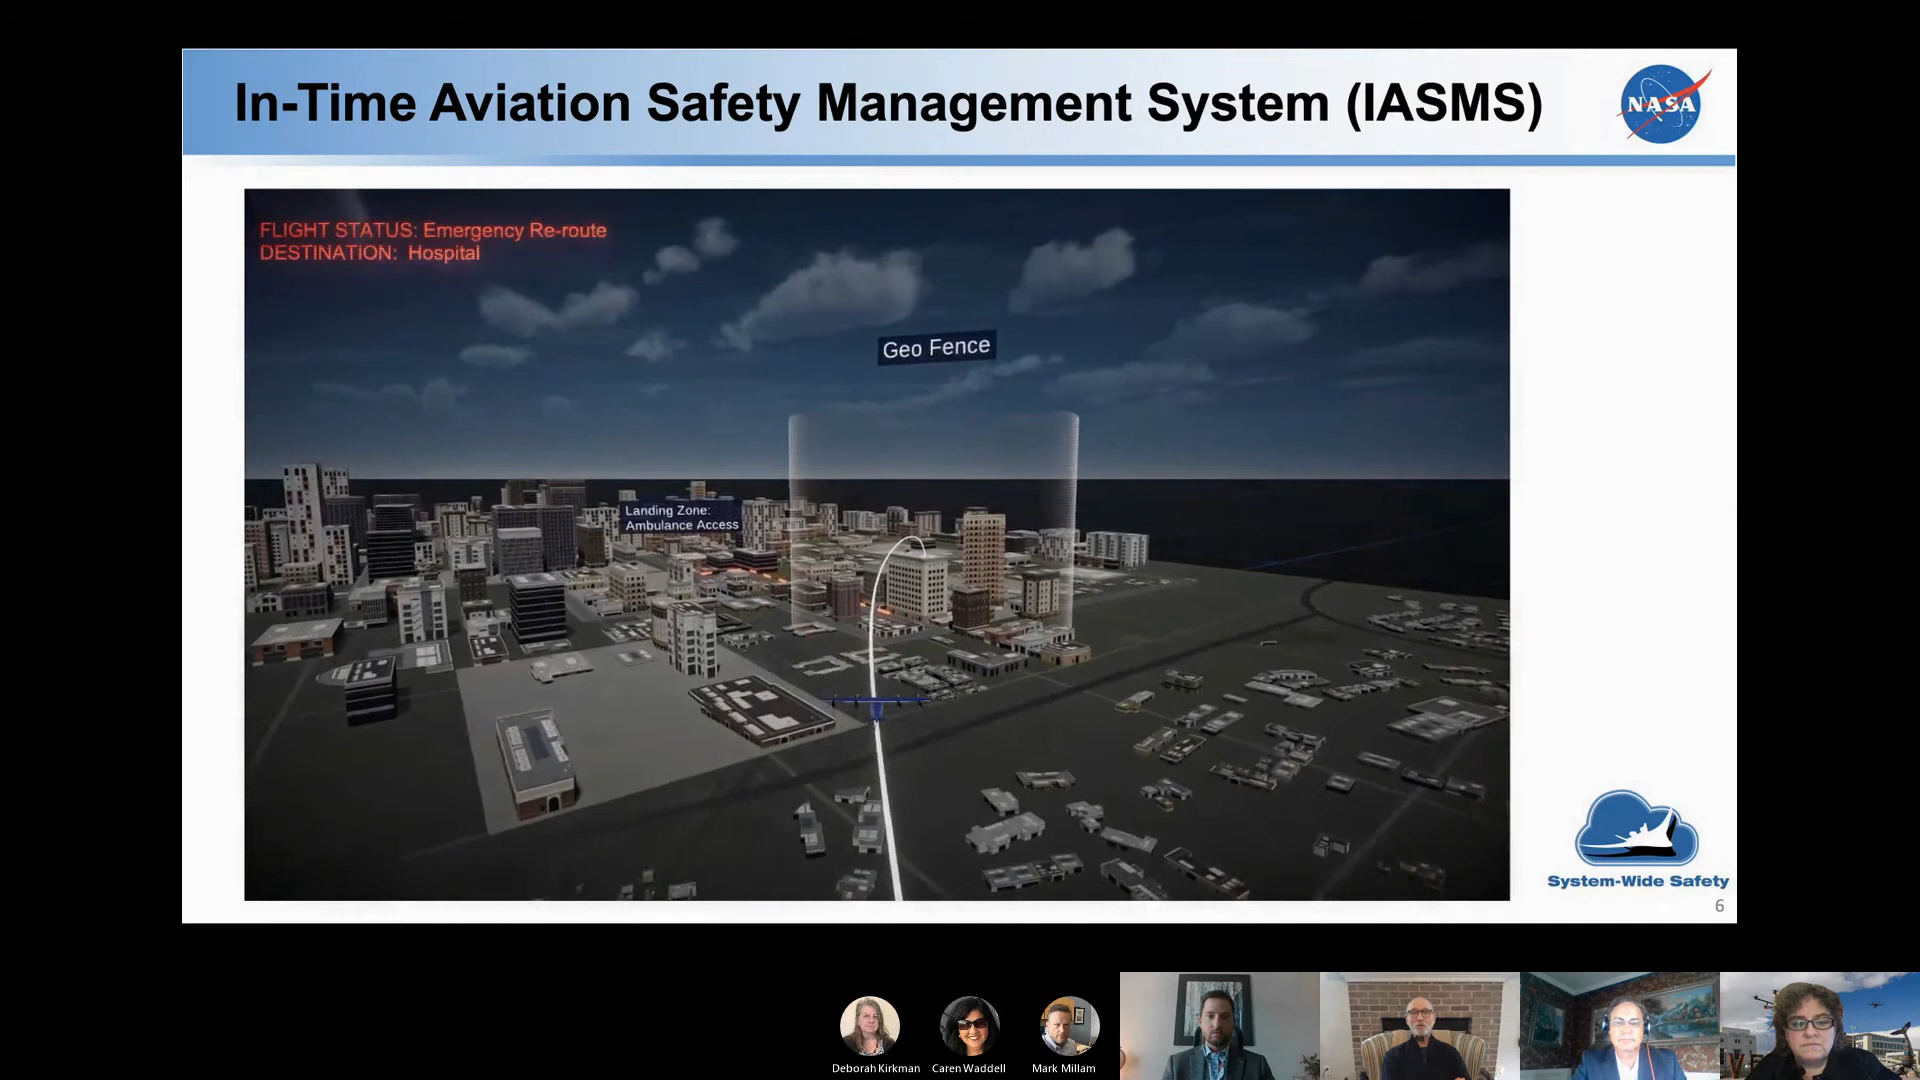 In-Time Aviation Safety Management System (IASMS)
NASA
FLIGHT STATUS: Emergency Re-route
DESTINATION: Hospital
Geo Fence
Landing Zone:
Ambulance Access
System-Wide Safety
6
Deborah Kirkman
Caren Waddell
Mark Millam